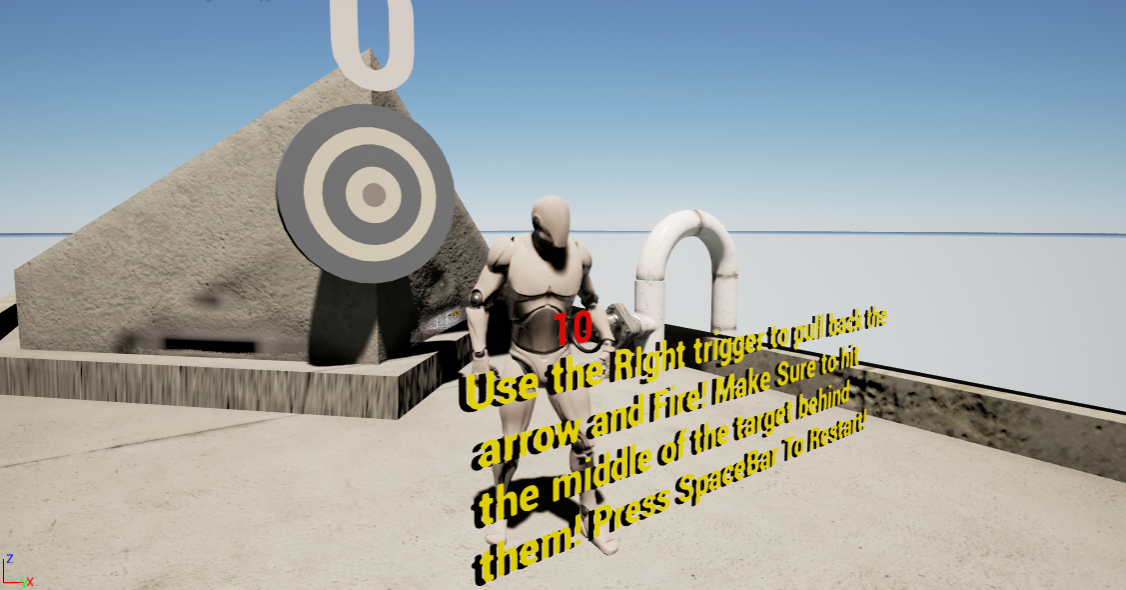 0
10
Use the Right trigger to pull back the
arrow and Fire! Make Sure to hit
the middle of the target behind
them! Press SpaceBar To Restart!
Z
Y X